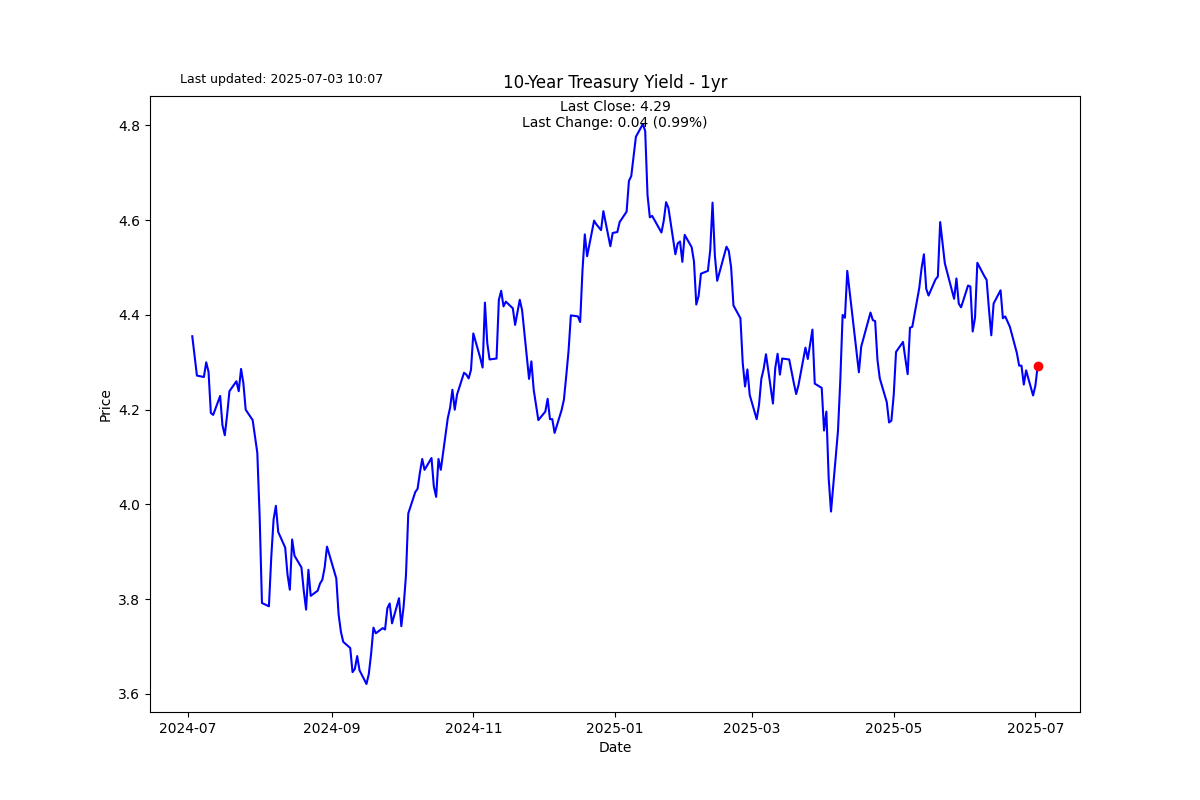 Last updated: 2025-07-03 10:07
10-Year Treasury Yield - 1yr
Last Close: 4.29
Last Change: 0.04 (0.99%)
4.8
4.6
4.4
4.2
4.0
3.8
3.6
Price
2024-07 2024-09 2024-11 2025-01 2025-03 2025-05 2025-07
Date